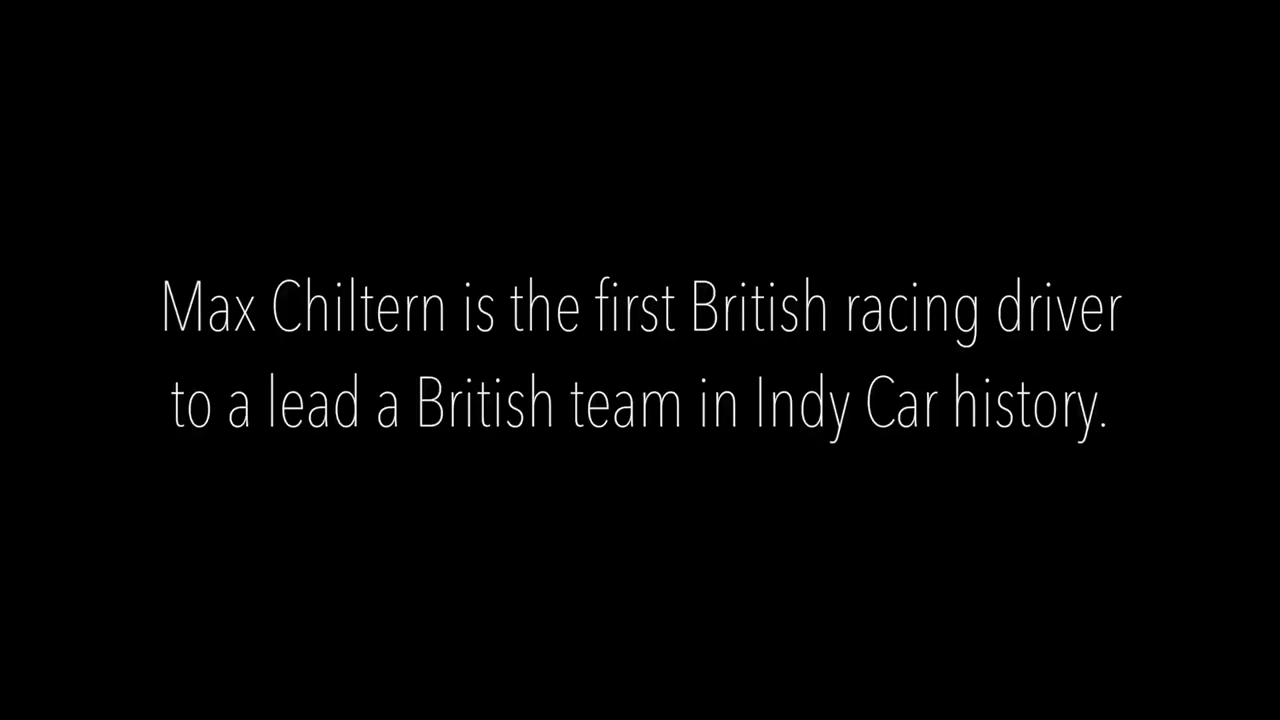 Max Chiltern is the first British racing driver
to a lead a British team in Indy Car history.